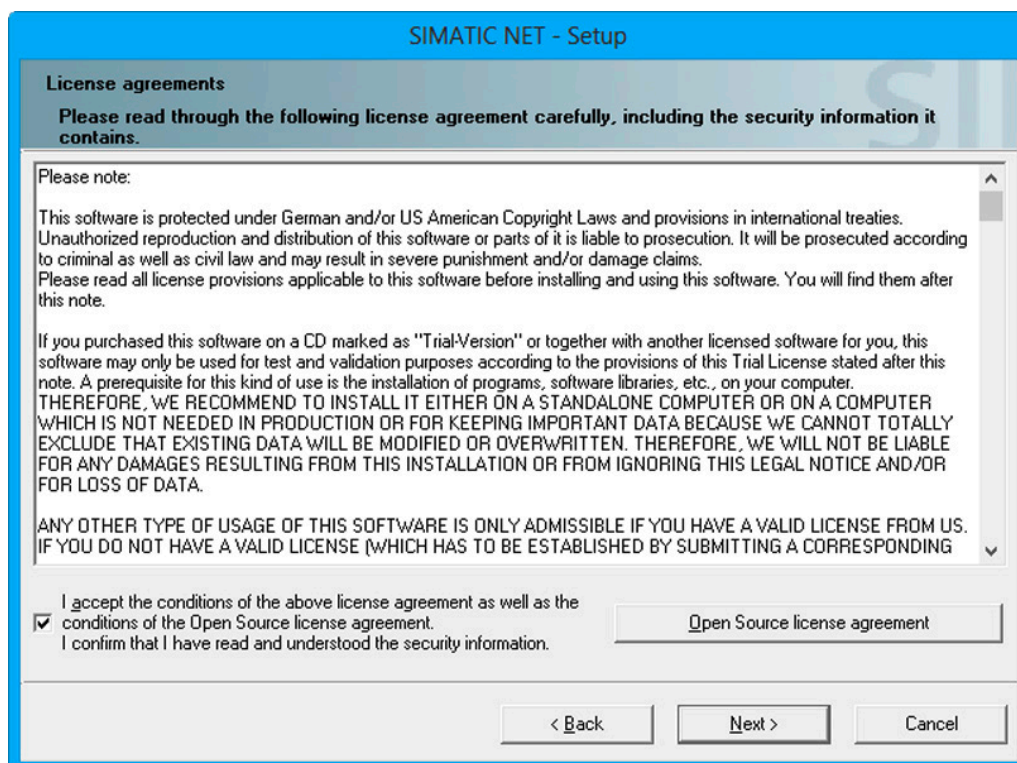 SIMATIC NET - Setup
License agreements
Please read through the following license agreement carefully, including the security information it
contains.
Please note:
This software is protected under German and/or US American Copyright Laws and provisions in international treaties.
Unauthorized reproduction and distribution of this software or parts of it is liable to prosecution. It will be prosecuted according
to criminal as well as civil law and may result in severe punishment and/or damage claims.
Please read all license provisions applicable to this software before installing and using this software. You will find them after
this note.
If you purchased this software on a CD marked as "Trial-Version" or together with another licensed software for you, this
software may only be used for test and validation purposes according to the provisions of this Trial License stated after this
note. A prerequisite for this kind of use is the installation of programs, software libraries, etc., on your computer.
THEREFORE, WE RECOMMEND TO INSTALL IT EITHER ON A STANDALONE COMPUTER OR ON A COMPUTER
WHICH IS NOT NEEDED IN PRODUCTION OR FOR KEEPING IMPORTANT DATA BECAUSE WE CANNOT TOTALLY
EXCLUDE THAT EXISTING DATA WILL BE MODIFIED OR OVERWRITTEN. THEREFORE, WE WILL NOT BE LIABLE
FOR ANY DAMAGES RESULTING FROM THIS INSTALLATION OR FROM IGNORING THIS LEGAL NOTICE AND/OR
FOR LOSS OF DATA.
ANY OTHER TYPE OF USAGE OF THIS SOFTWARE IS ONLY ADMISSIBLE IF YOU HAVE A VALID LICENSE FROM US.
IF YOU DO NOT HAVE A VALID LICENSE (WHICH HAS TO BE ESTABLISHED BY SUBMITTING A CORRESPONDING
I accept the conditions of the above license agreement as well as the
conditions of the Open Source license agreement.
I confirm that I have read and understood the security information.
Open Source license agreement
< Back
Next >
Cancel